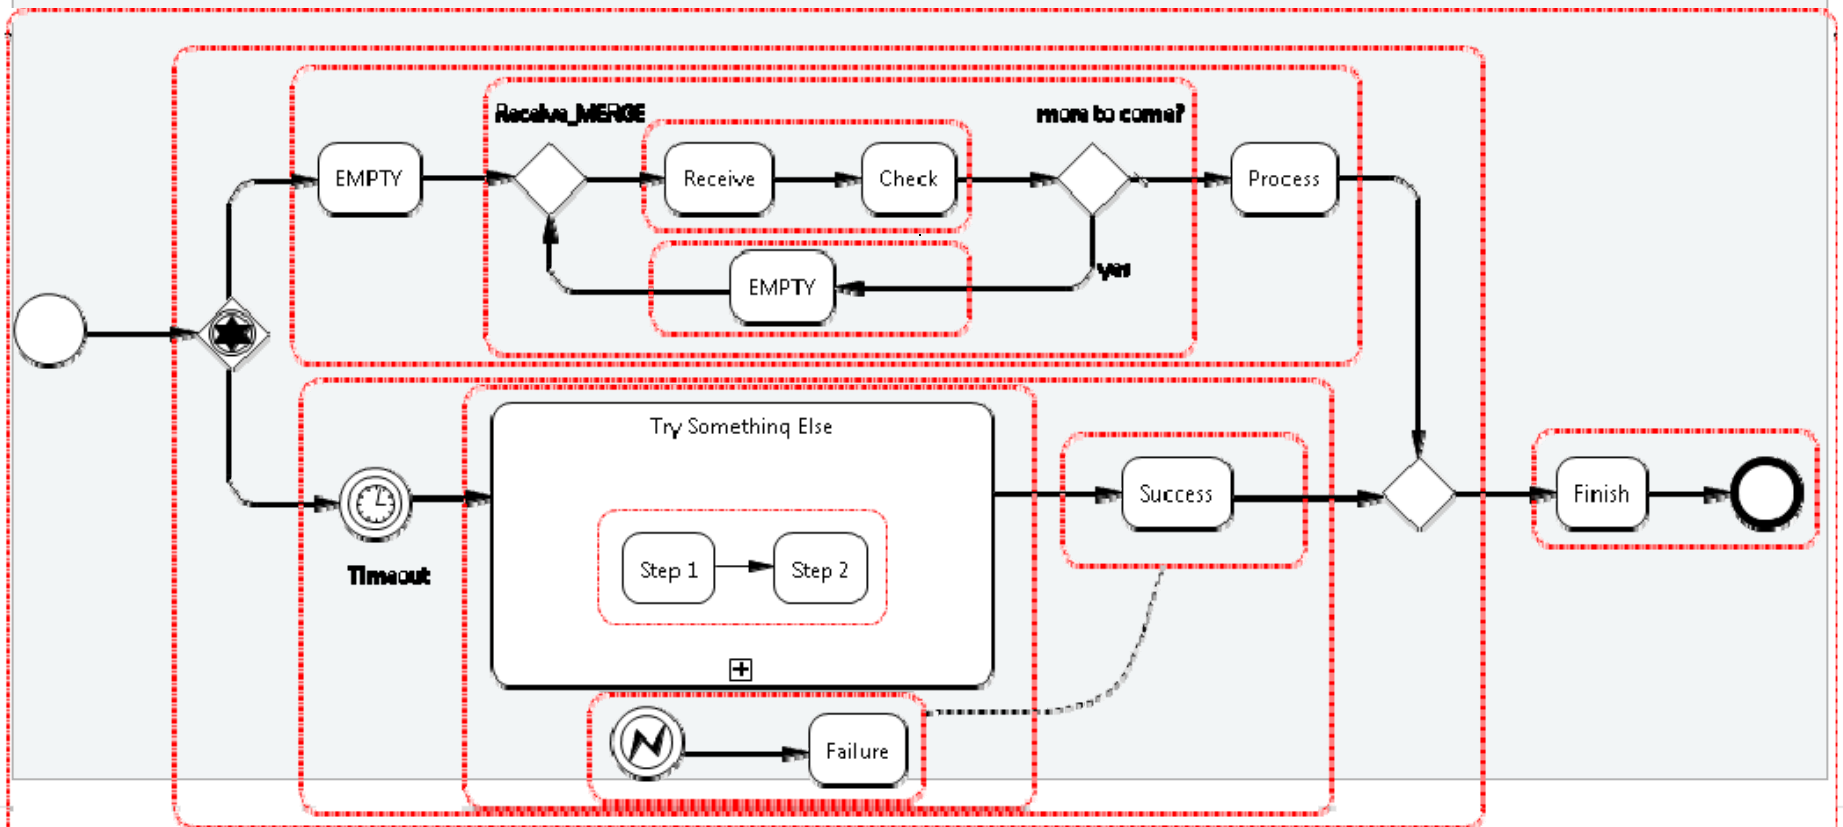 Receive_MERGE
more to come?
EMPTY
Receive
Check
Process
EMPTY
yes
Try Something Else
Success
Finish
Step 1
Step 2
Timeout
Failure